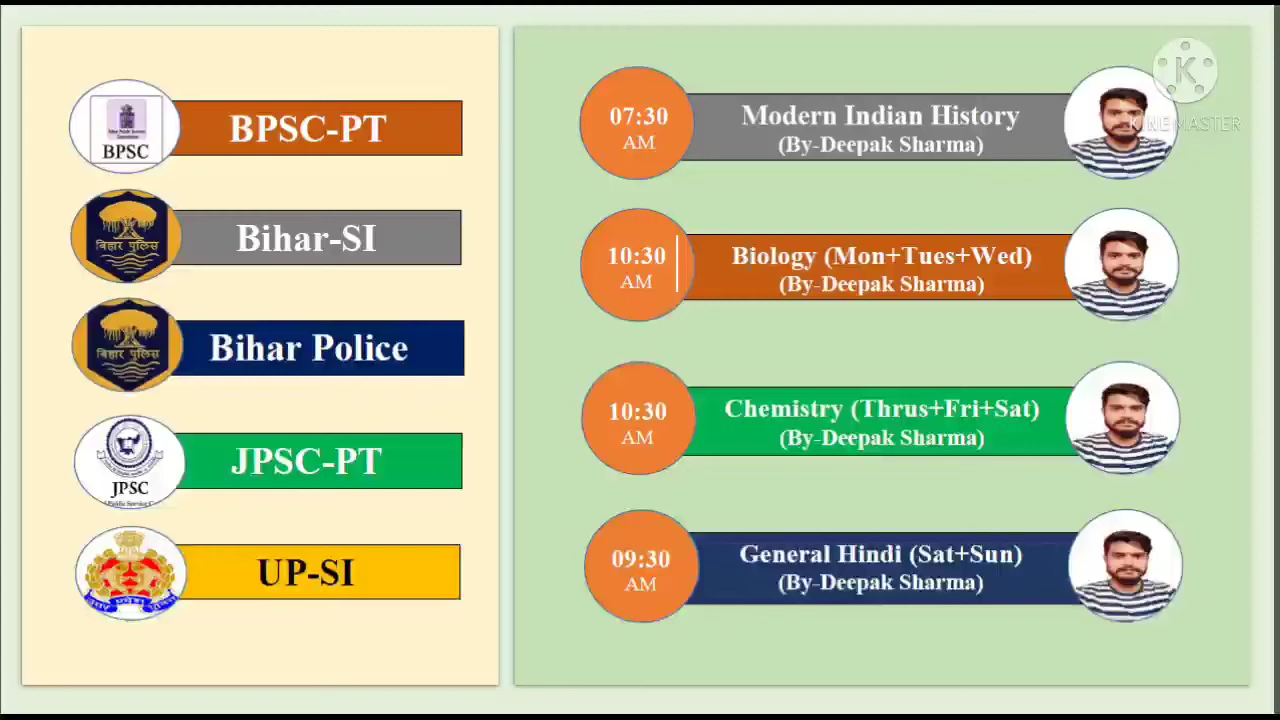 BPSC
BPSC-PT
बिहार पुलिस
Bihar-SI
बिहार पुलिस
Bihar Police
JPSC
JPSC-PT
UP-SI
07:30
AM
Modern Indian History
(By-Deepak Sharma)
K
KINEMASTER
10:30
AM
Biology (Mon+Tues+Wed)
(By-Deepak Sharma)
10:30
AM
Chemistry (Thrus+Fri+Sat)
(By-Deepak Sharma)
09:30
AM
General Hindi (Sat+Sun)
(By-Deepak Sharma)